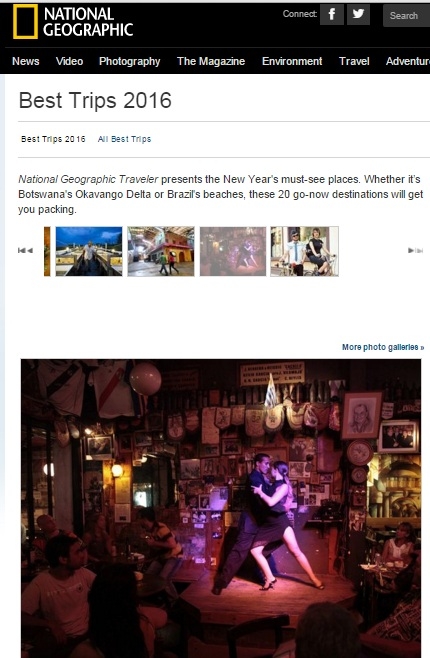 NATIONAL
GEOGRAPHIC
Connect:
Search
News Video Photography The Magazine Environment Travel Adventur
Best Trips 2016
Best Trips 2016 All Best Trips
National Geographic Traveler presents the New Year's must-see places. Whether it's
Botswana's Okavango Delta or Brazil's beaches, these 20 go-now destinations will get
you packing.
More photo galleries »